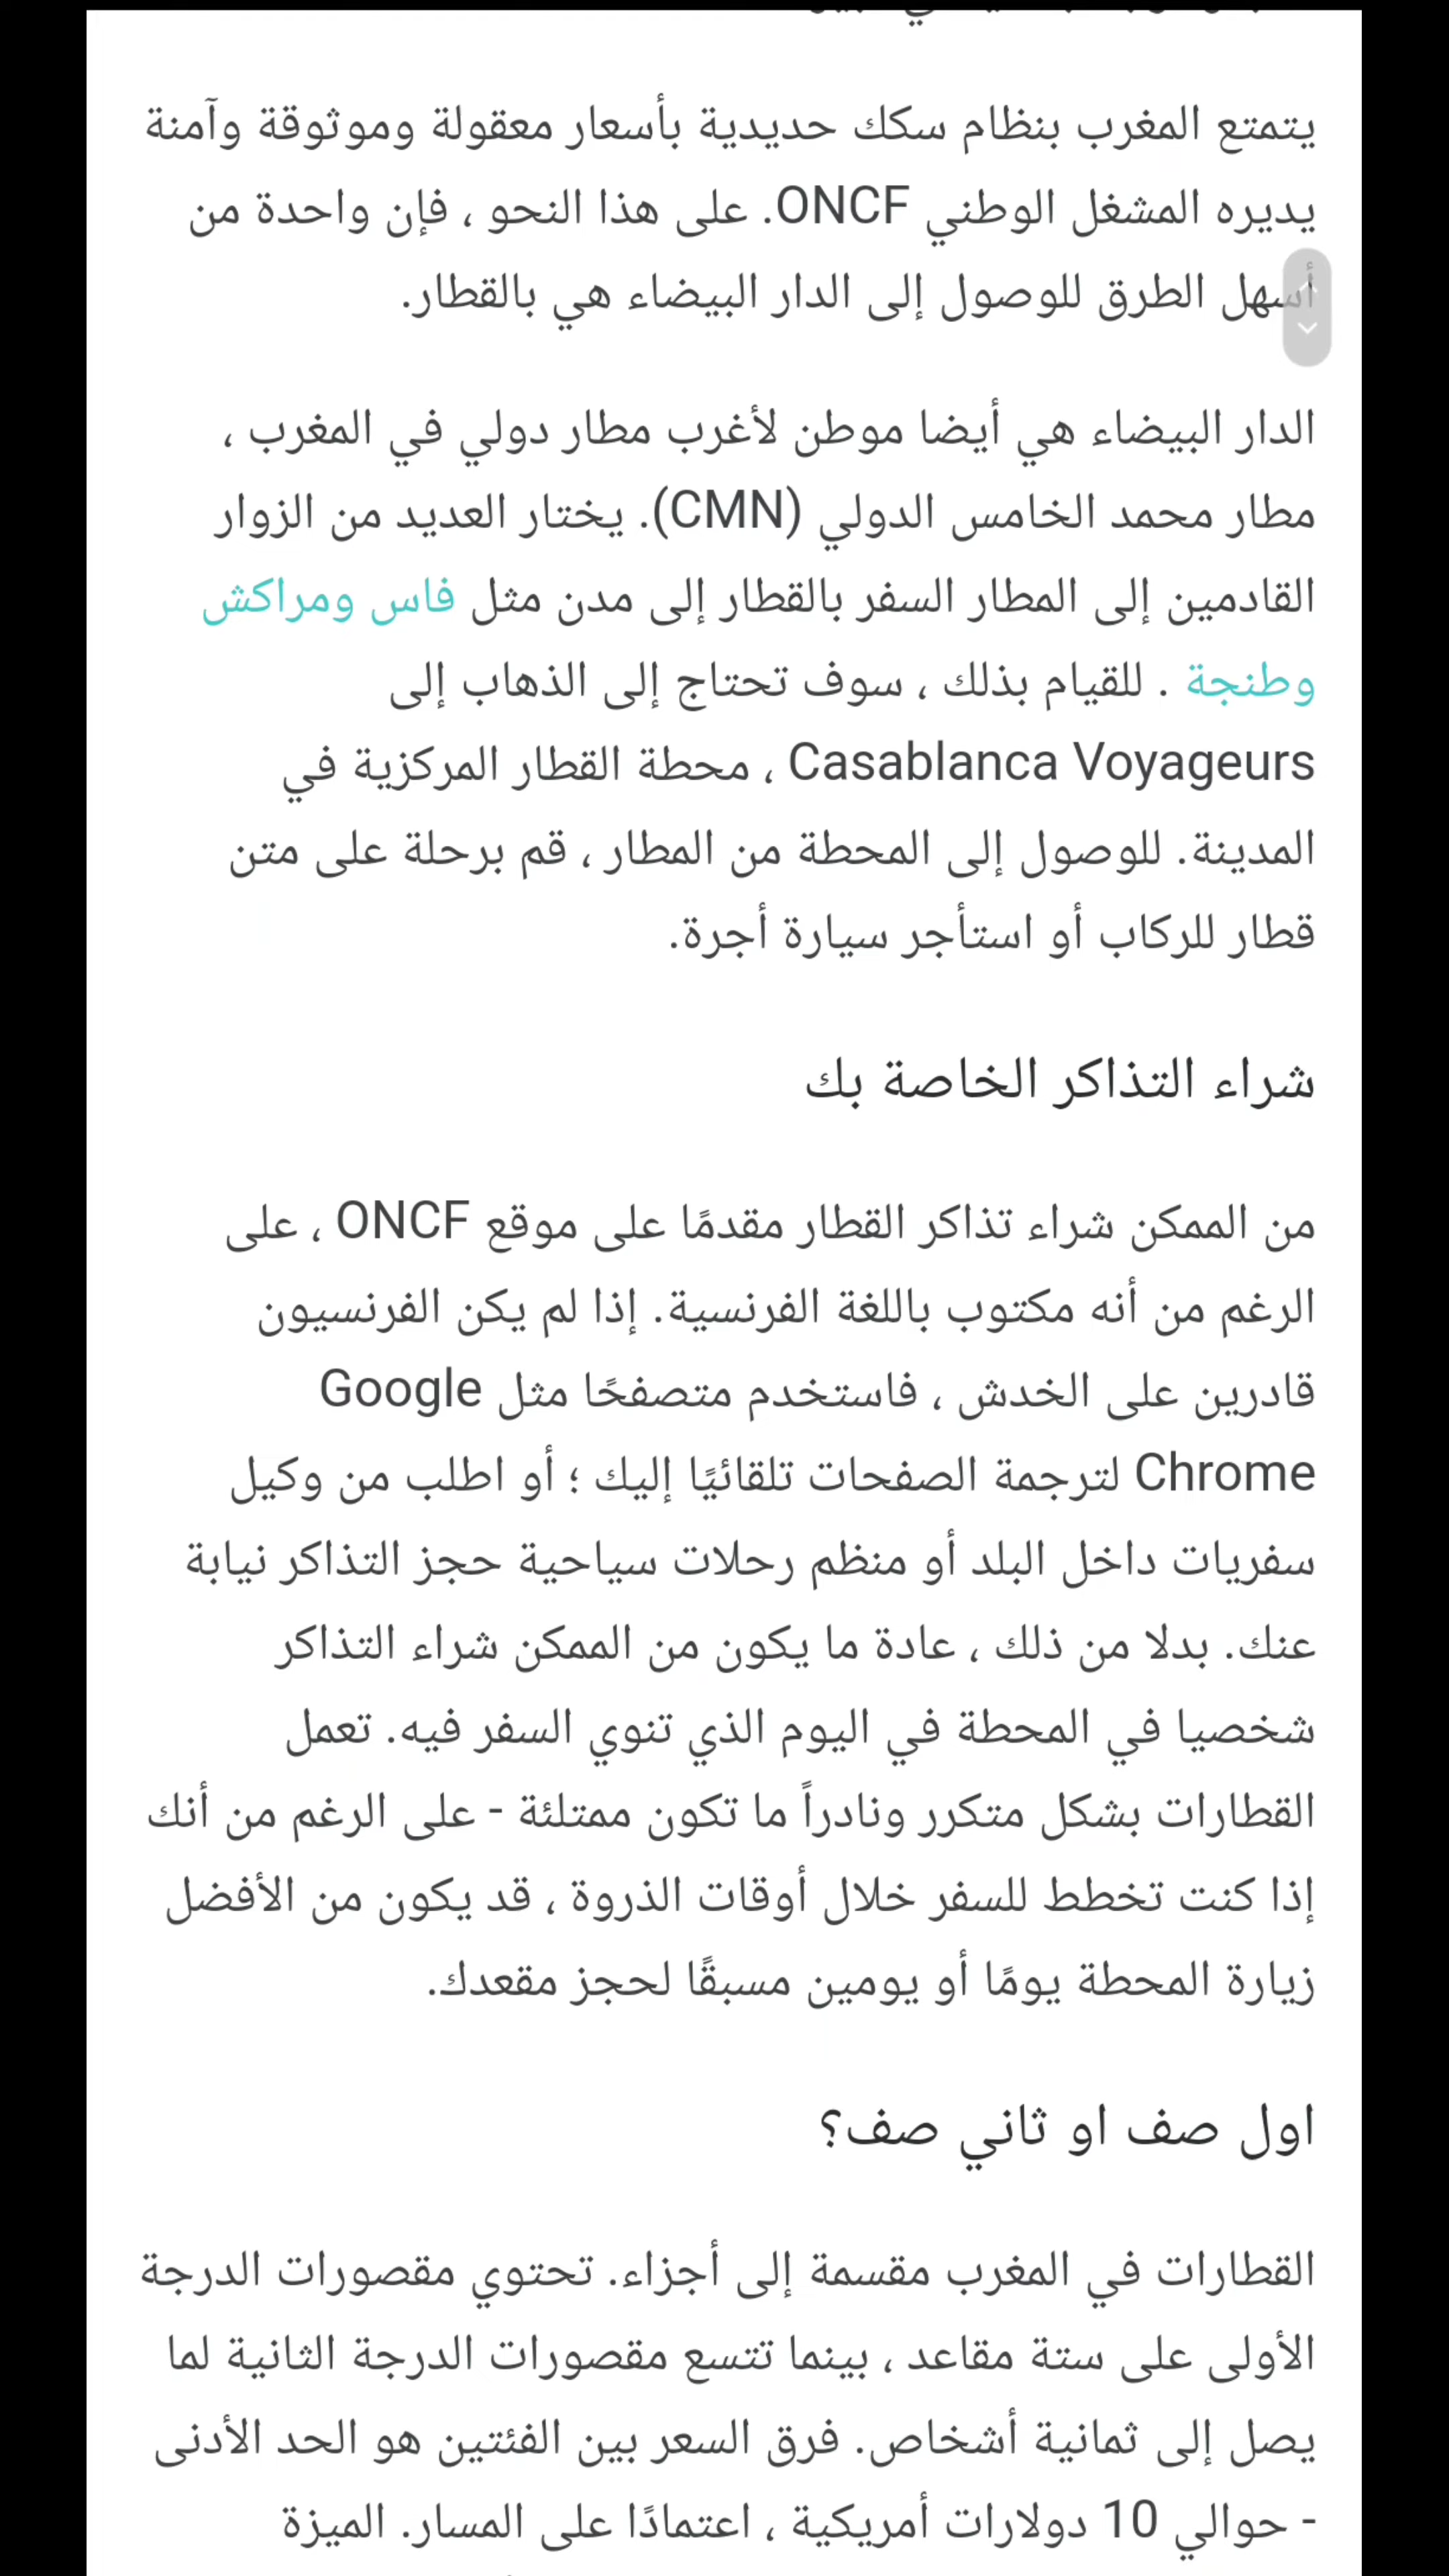 يتمتع المغرب بنظام سكك حديدية بأسعار معقولة وموثوقة وآمنة
يديره المشغل الوطني ONCF. على هذا النحو ، فإن واحدة من
أسهل الطرق للوصول إلى الدار البيضاء هي بالقطار.
الدار البيضاء هي أيضا موطن لأغرب مطار دولي في المغرب ،
مطار محمد الخامس الدولي (CMN). يختار العديد من الزوار
القادمين إلى المطار السفر بالقطار إلى مدن مثل فاس ومراكش
وطنجة . للقيام بذلك ، سوف تحتاج إلى الذهاب إلى
Casablanca Voyageurs ، محطة القطار المركزية في
المدينة. للوصول إلى المحطة من المطار ، قم برحلة على متن
قطار للركاب أو استأجر سيارة أجرة.
شراء التذاكر الخاصة بك
من الممكن شراء تذاكر القطار مقدمًا على موقع ONCF ، على
الرغم من أنه مكتوب باللغة الفرنسية. إذا لم يكن الفرنسيون
قادرين على الخدش ، فاستخدم متصفحًا مثل Google
Chrome لترجمة الصفحات تلقائيًا إليك ؛ أو اطلب من وكيل
سفريات داخل البلد أو منظم رحلات سياحية حجز التذاكر نيابة
عنك. بدلا من ذلك ، عادة ما يكون من الممكن شراء التذاكر
شخصيا في المحطة في اليوم الذي تنوي السفر فيه. تعمل
القطارات بشكل متكرر ونادراً ما تكون ممتلئة - على الرغم من أنك
إذا كنت تخطط للسفر خلال أوقات الذروة ، قد يكون من الأفضل
زيارة المحطة يومًا أو يومين مسبقًا لحجز مقعدك.
اول صف او ثاني صف؟
القطارات في المغرب مقسمة إلى أجزاء. تحتوي مقصورات الدرجة
الأولى على ستة مقاعد ، بينما تتسع مقصورات الدرجة الثانية لما
يصل إلى ثمانية أشخاص. فرق السعر بين الفئتين هو الحد الأدنى
- حوالي 10 دولارات أمريكية ، اعتمادًا على المسار. الميزة